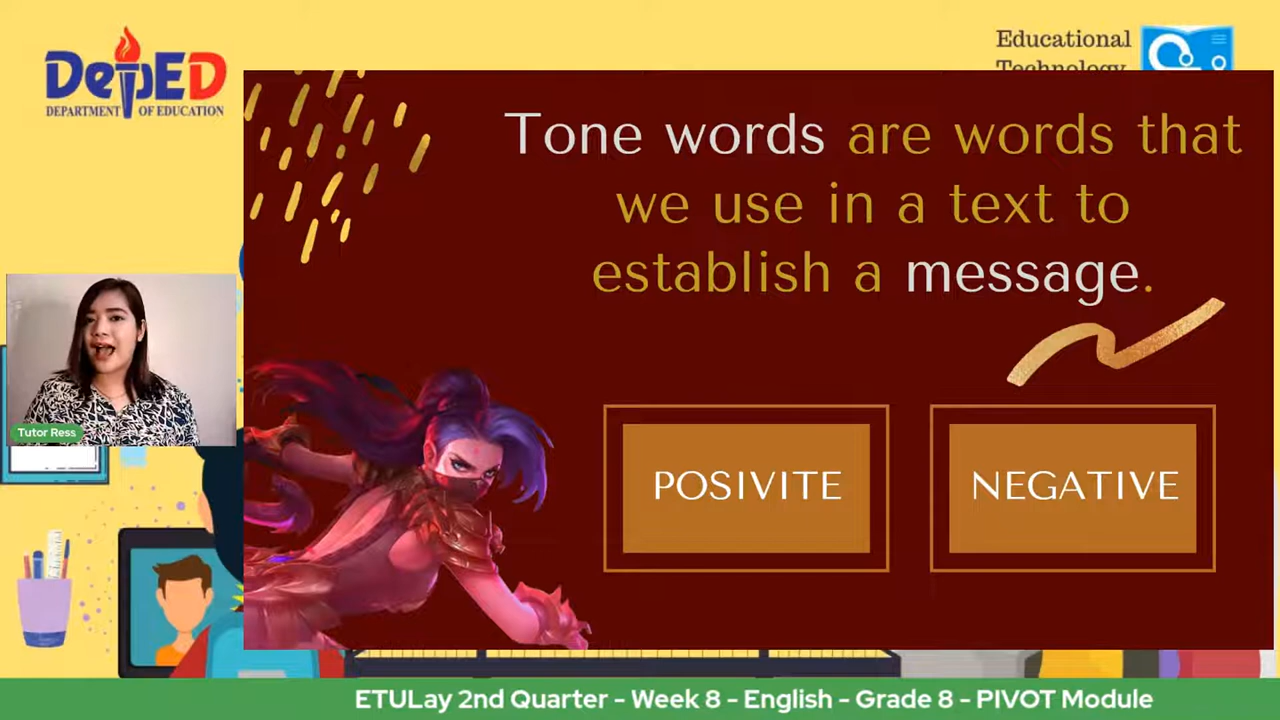 DepED
DEPARTMENT OF EDUCATION
Educational
Technology
Tone words are words that
we use in a text to
establish a message.
POSIVITE
NEGATIVE
Tutor Ress
ETULay 2nd Quarter - Week 8 - English - Grade 8 - PIVOT Module